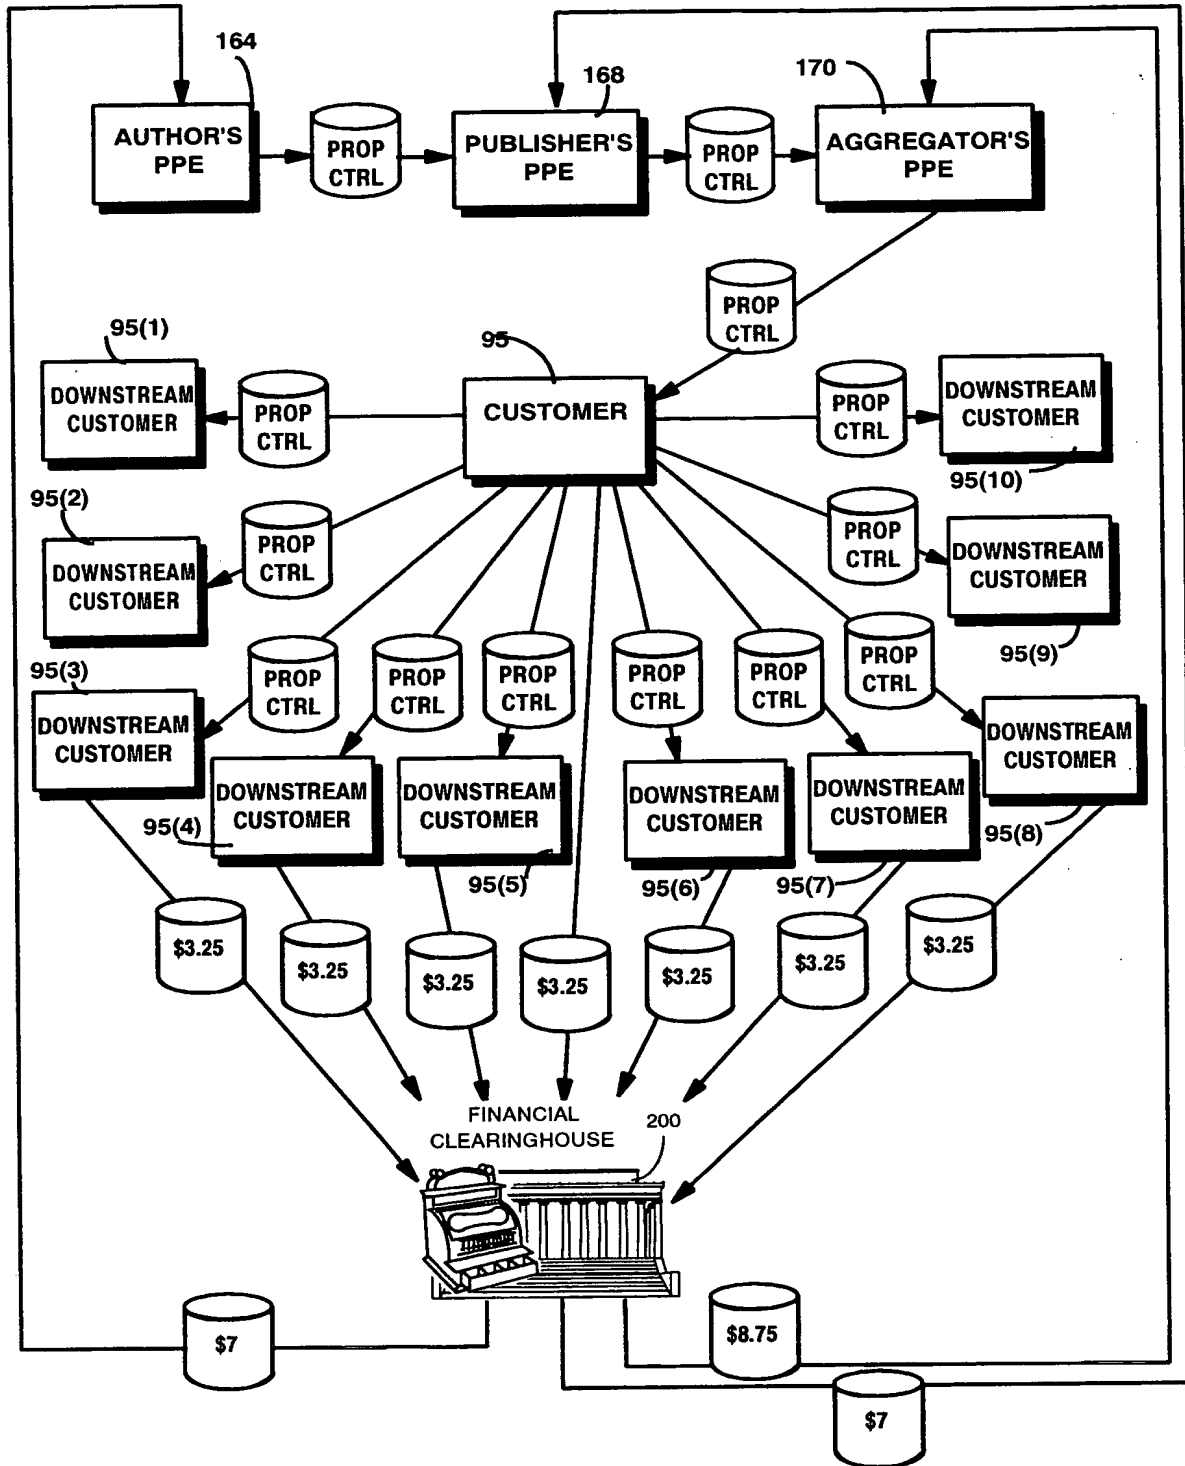 164
168
170
AUTHOR'S
PPE
PROP
CTRL
PUBLISHER'S
PPE
PROP
CTRL
AGGREGATOR'S
PPE
PROP
CTRL
95(1)
95
DOWNSTREAM
CUSTOMER
PROP
CTRL
CUSTOMER
PROP
CTRL
DOWNSTREAM
CUSTOMER
95(10)
95(2)
DOWNSTREAM
CUSTOMER
PROP
CTRL
PROP
CTRL
DOWNSTREAM
CUSTOMER
95(9)
95(3)
DOWNSTREAM
CUSTOMER
PROP
CTRL
PROP
CTRL
PROP
CTRL
PROP
CTRL
PROP
CTRL
PROP
CTRL
DOWNSTREAM
CUSTOMER
95(8)
DOWNSTREAM
CUSTOMER
95(4)
DOWNSTREAM
CUSTOMER
95(5)
DOWNSTREAM
CUSTOMER
95(6)
DOWNSTREAM
CUSTOMER
95(7)
$3.25
$3.25
$3.25
$3.25
$3.25
$3.25
$3.25
FINANCIAL
CLEARINGHOUSE
200
$7
$8.75
$7